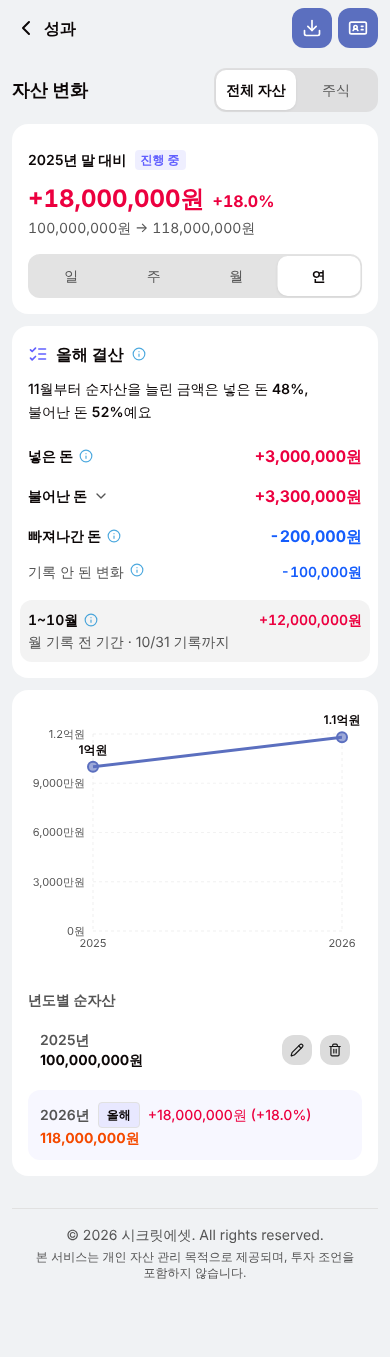 성과
자산 변화
전체 자산 주식
2025년 말 대비 진행 중
+18,000,000원 +18.0%
100,000,000원 → 118,000,000원
일 주 월 연
올해 결산
11월부터 순자산을 늘린 금액은 넣은 돈 48%,
불어난 돈 52%예요
넣은 돈 +3,000,000원
불어난 돈 +3,300,000원
빠져나간 돈 -200,000원
기록 안 된 변화 -100,000원
1~10월 +12,000,000원
월 기록 전 기간 · 10/31 기록까지
1.1억원
1.2억원
1억원
9,000만원
6,000만원
3,000만원
0원
2025 2026
년도별 순자산
2025년
100,000,000원
2026년 올해 +18,000,000원 (+18.0%)
118,000,000원
© 2026 시크릿에셋. All rights reserved.
본 서비스는 개인 자산 관리 목적으로 제공되며, 투자 조언을
포함하지 않습니다.